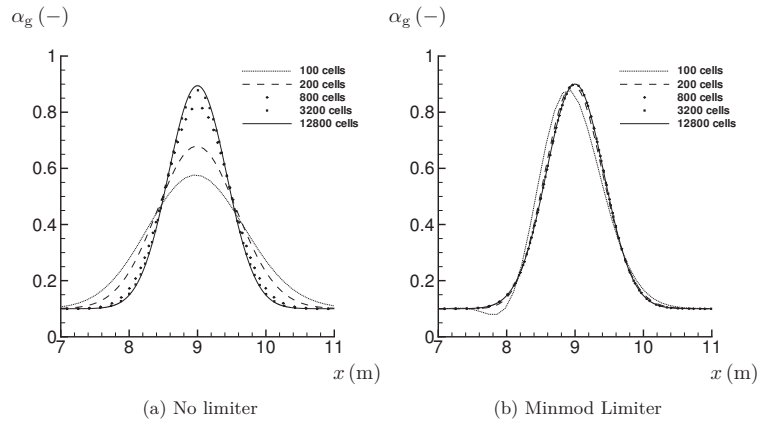 α_g (−)
1
0.8
0.6
0.4
0.2
0
7 8 9 10 11
x (m)
100 cells
200 cells
800 cells
3200 cells
12800 cells
(a) No limiter
α_g (−)
1
0.8
0.6
0.4
0.2
0
7 8 9 10 11
x (m)
100 cells
200 cells
800 cells
3200 cells
12800 cells
(b) Minmod Limiter